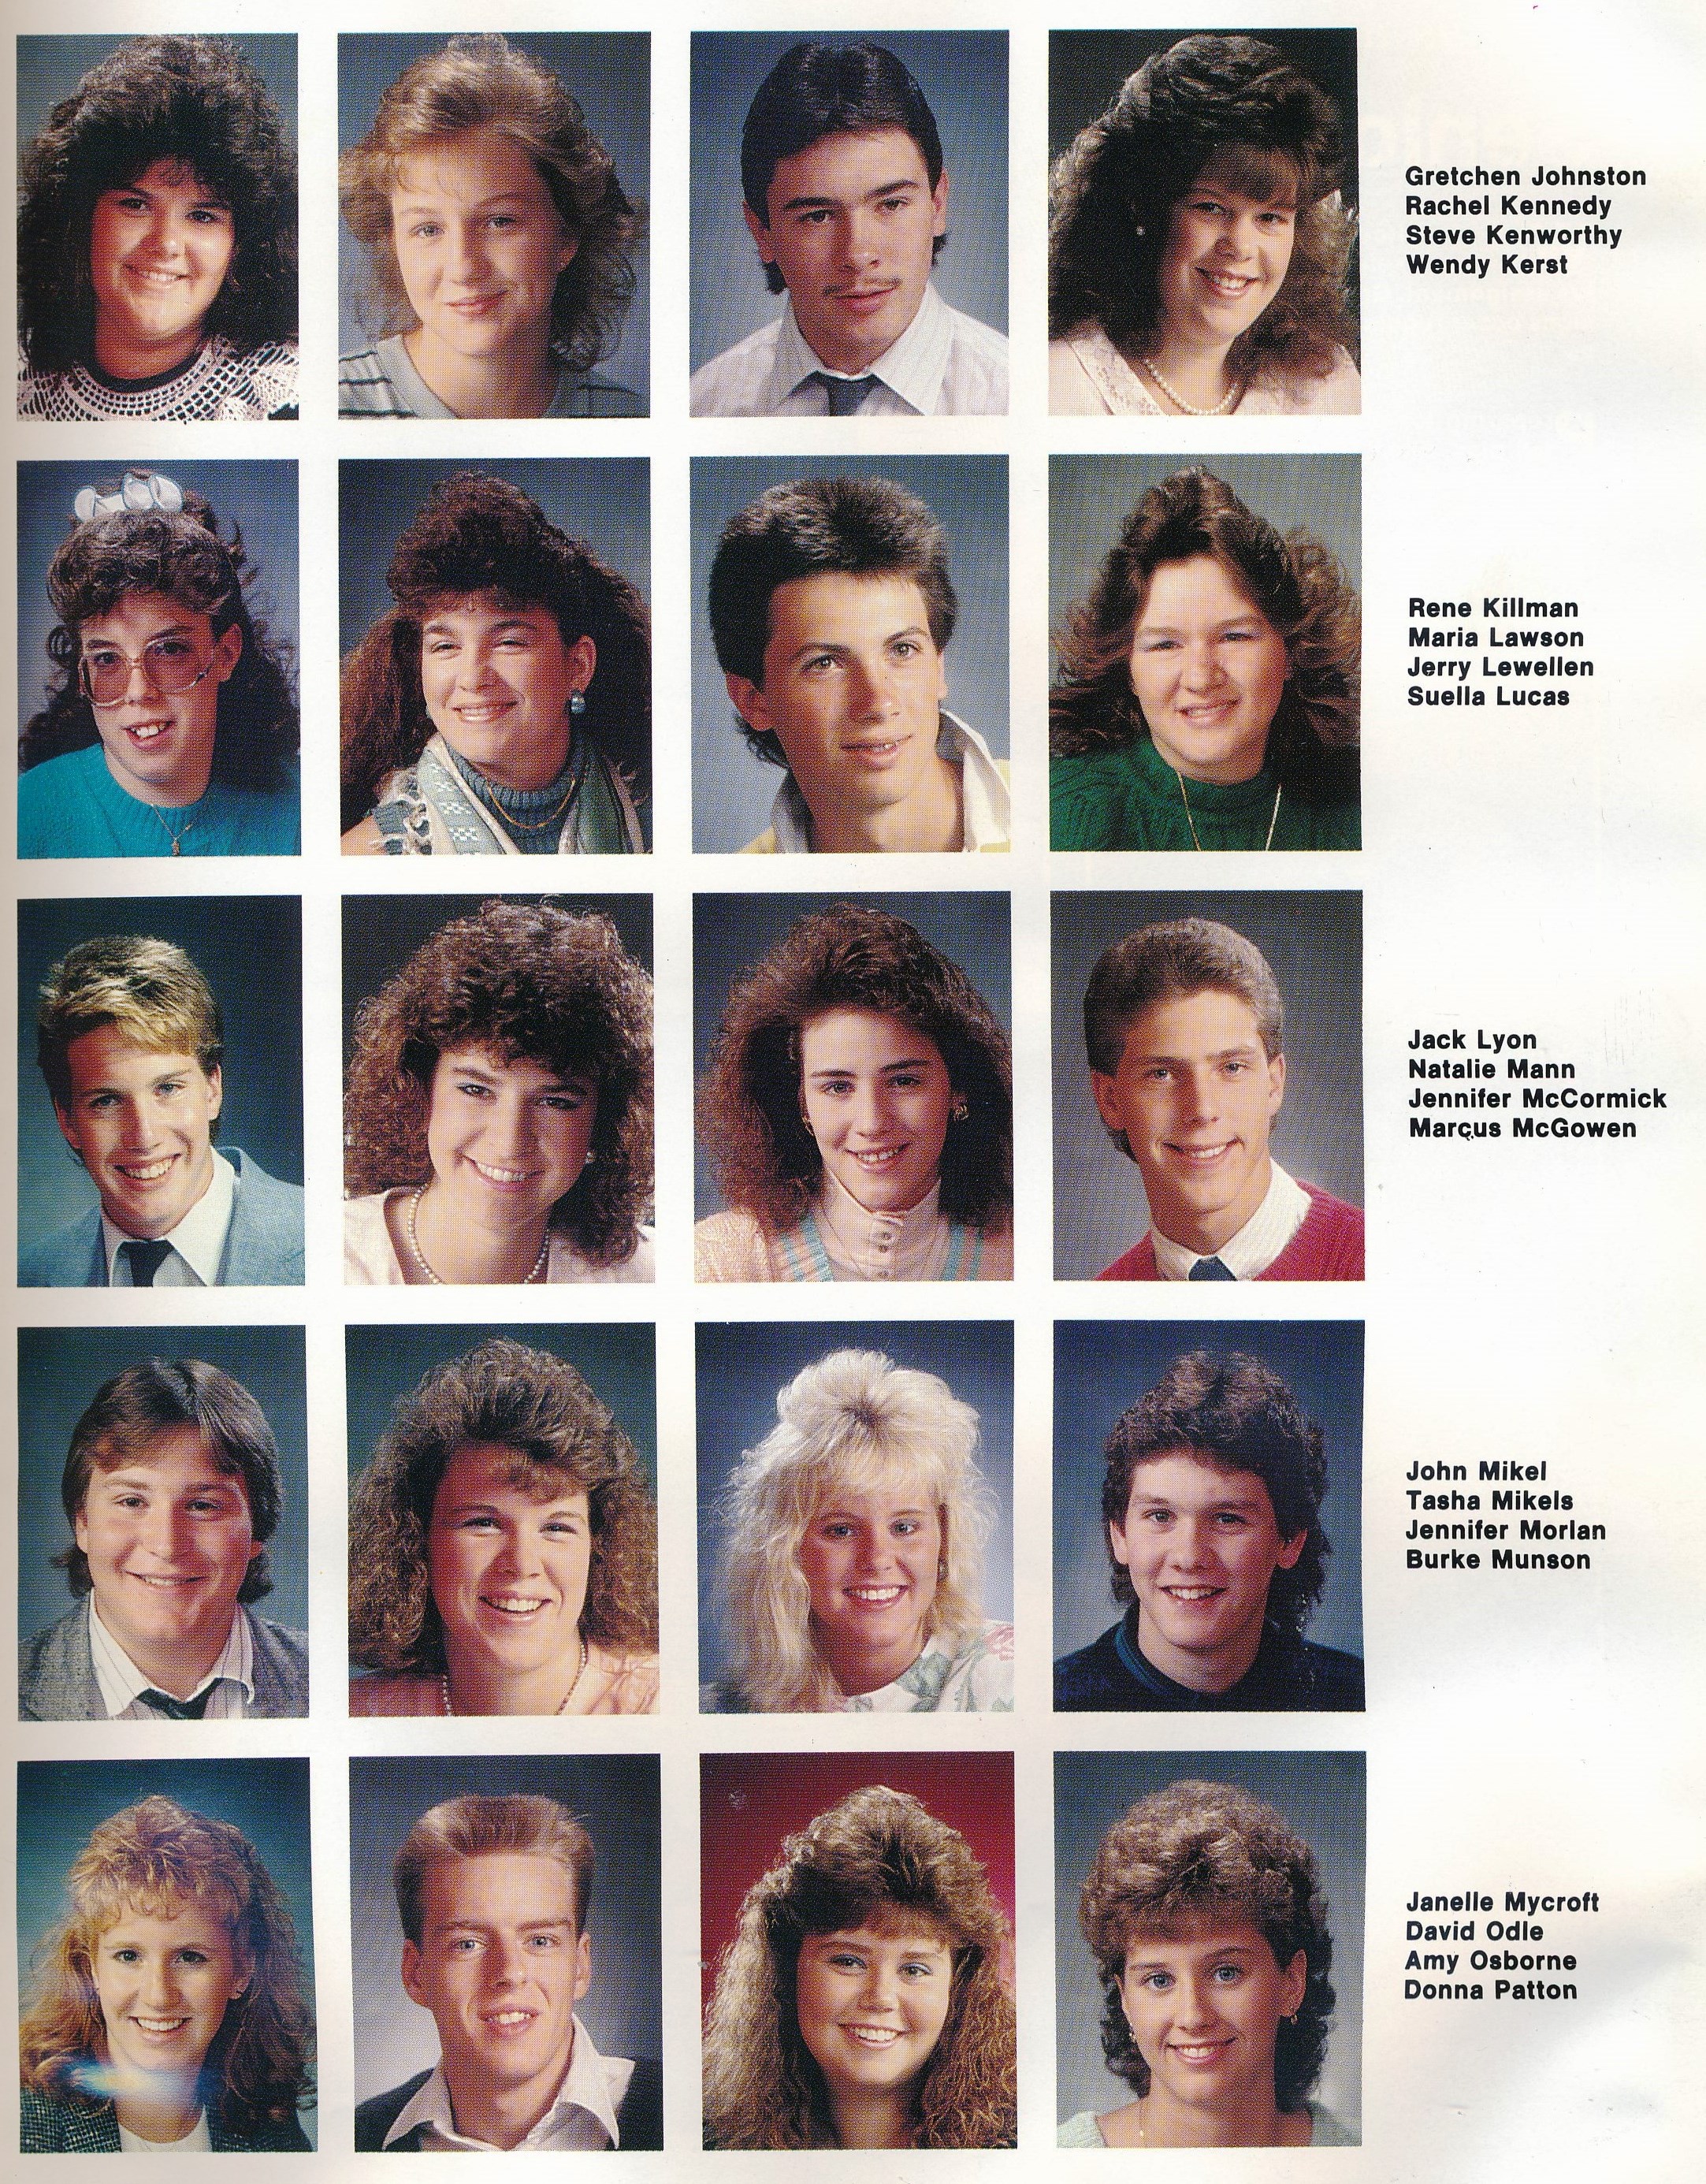 Gretchen Johnston
Rachel Kennedy
Steve Kenworthy
Wendy Kerst
Rene Killman
Maria Lawson
Jerry Lewellen
Suella Lucas
Jack Lyon
Natalie Mann
Jennifer McCormick
Marcus McGowen
John Mikel
Tasha Mikels
Jennifer Morlan
Burke Munson
Janelle Mycroft
David Odle
Amy Osborne
Donna Patton